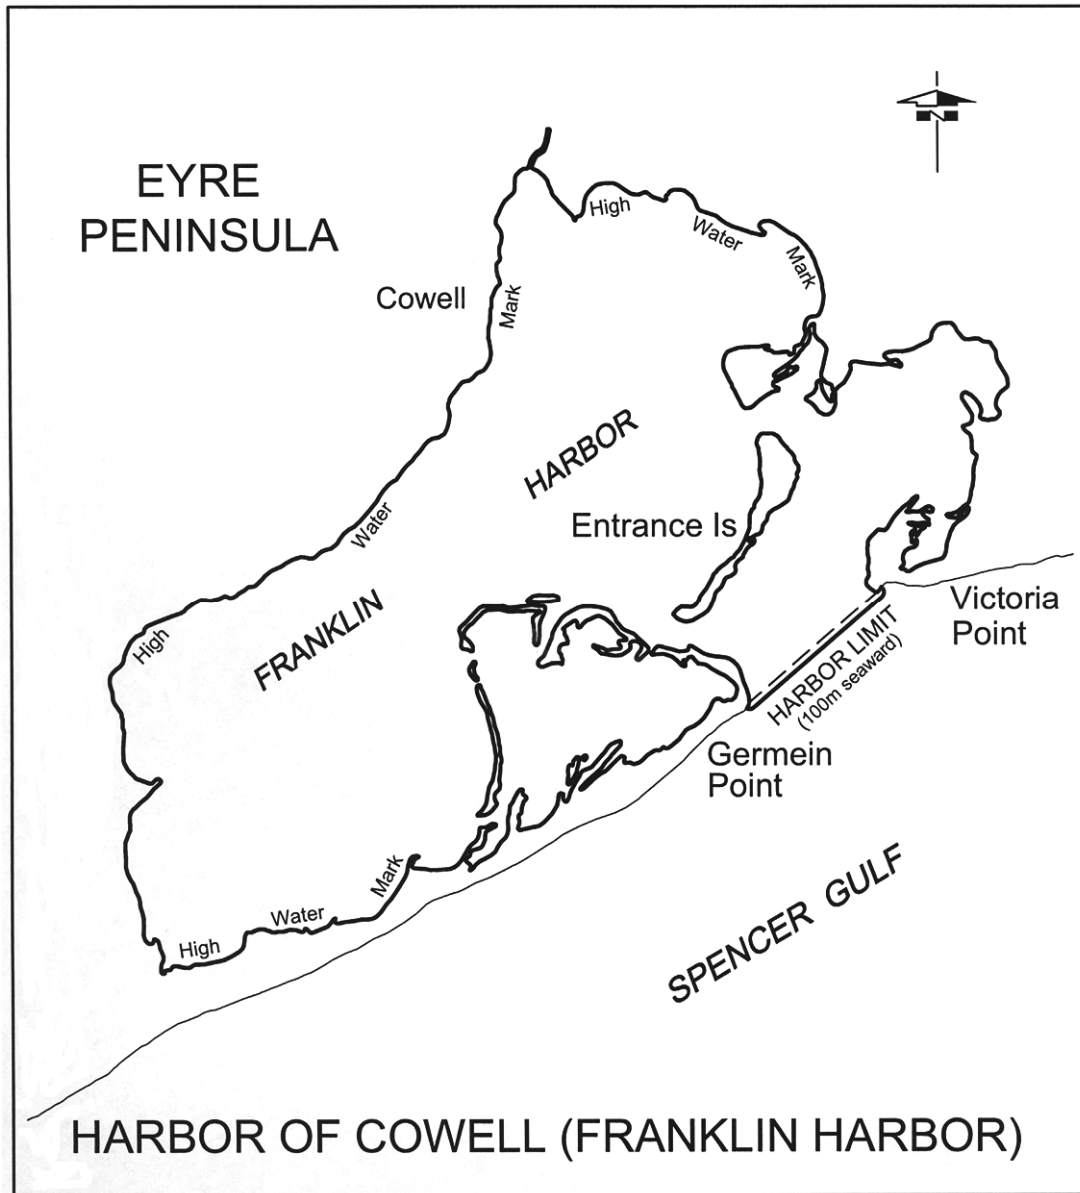 N
EYRE
PENINSULA
High
Water
Mark
Cowell
Mark
HARBOR
Water
Entrance Is
FRANKLIN
High
Victoria
Point
HARBOR LIMIT
(100m seaward)
Germein
Point
Mark
Water
High
SPENCER GULF
HARBOR OF COWELL (FRANKLIN HARBOR)